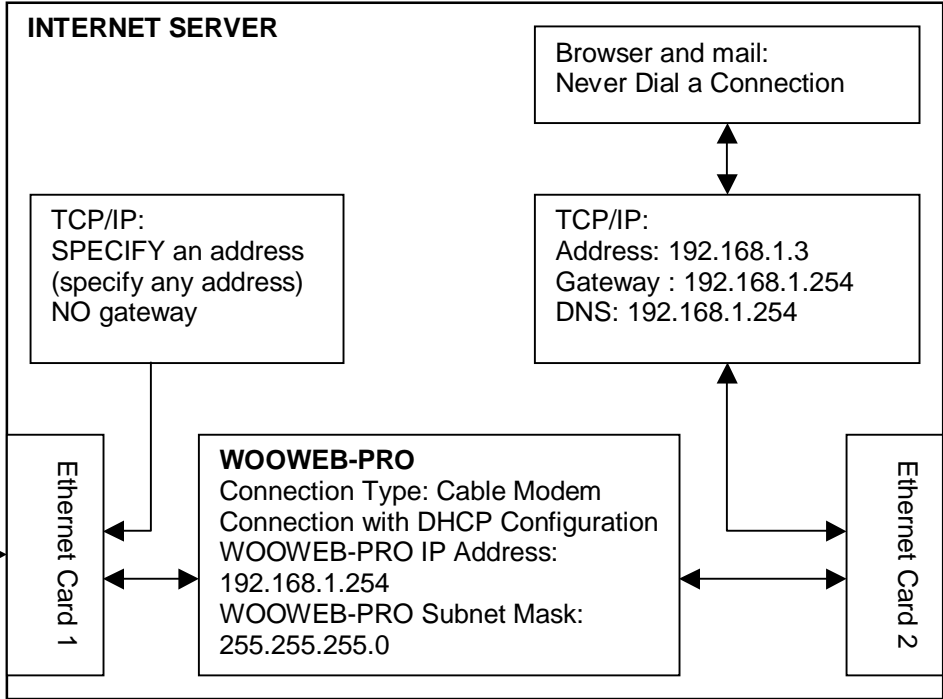 INTERNET SERVER
Browser and mail:
Never Dial a Connection
TCP/IP:
SPECIFY an address
(specify any address)
NO gateway
TCP/IP:
Address: 192.168.1.3
Gateway : 192.168.1.254
DNS: 192.168.1.254
Ethernet Card 1
WOOWEB-PRO
Connection Type: Cable Modem
Connection with DHCP Configuration
WOOWEB-PRO IP Address:
192.168.1.254
WOOWEB-PRO Subnet Mask:
255.255.255.0
Ethernet Card 2